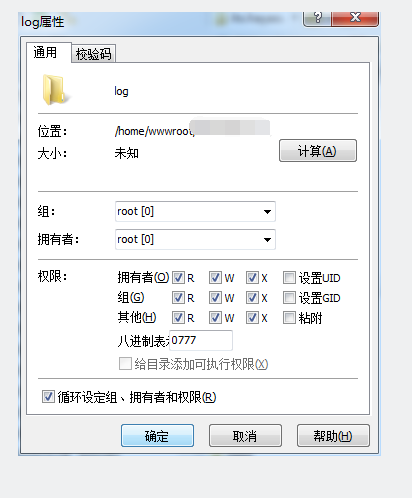 log属性
通用 校验码
log
位置： /home/wwwroot/
大小： 未知 计算(A)
组： root [0]
拥有者： root [0]
权限： 拥有者(O) R W X 设置UID
组(G) R W X 设置GID
其他(H) R W X 粘附
八进制表 0777
给目录添加可执行权限(X)
循环设定组、拥有者和权限(R)
确定 取消 帮助(H)